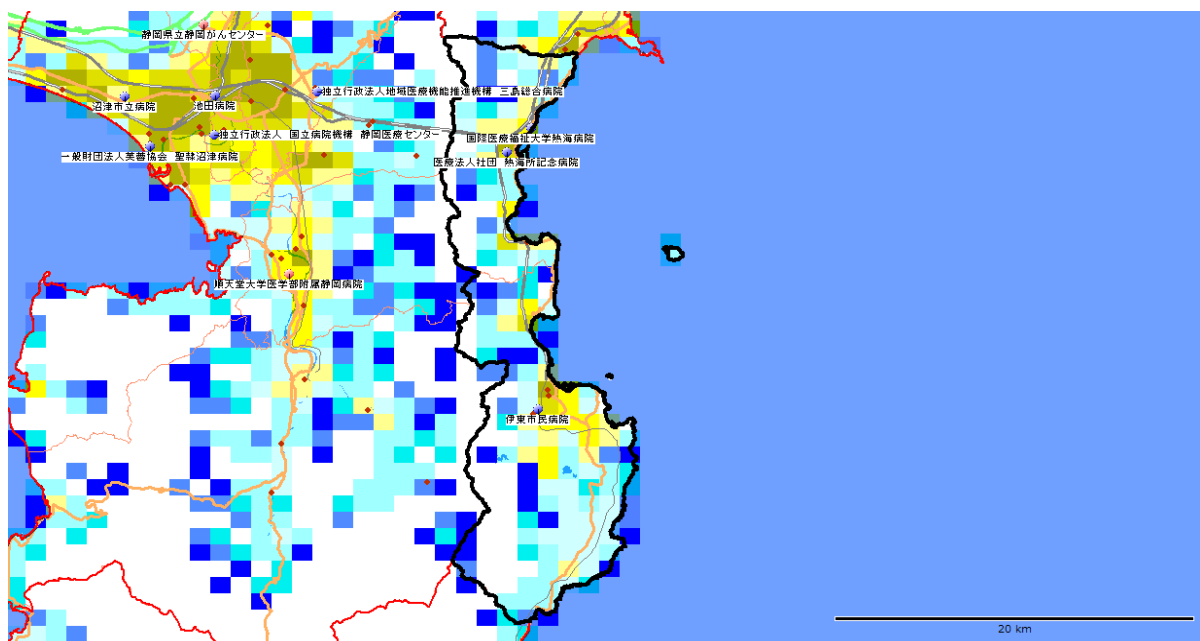 静岡県立静岡がんセンター
独立行政法人地域医療機能推進機構 三島総合病院
沼津市立病院
池田病院
独立行政法人 国立病院機構 静岡医療センター
国際医療福祉大学熱海病院
一般財団法人芙蓉協会 聖隷沼津病院
医療法人社団 熱海所記念病院
順天堂大学医学部附属静岡病院
伊東市民病院
20 km